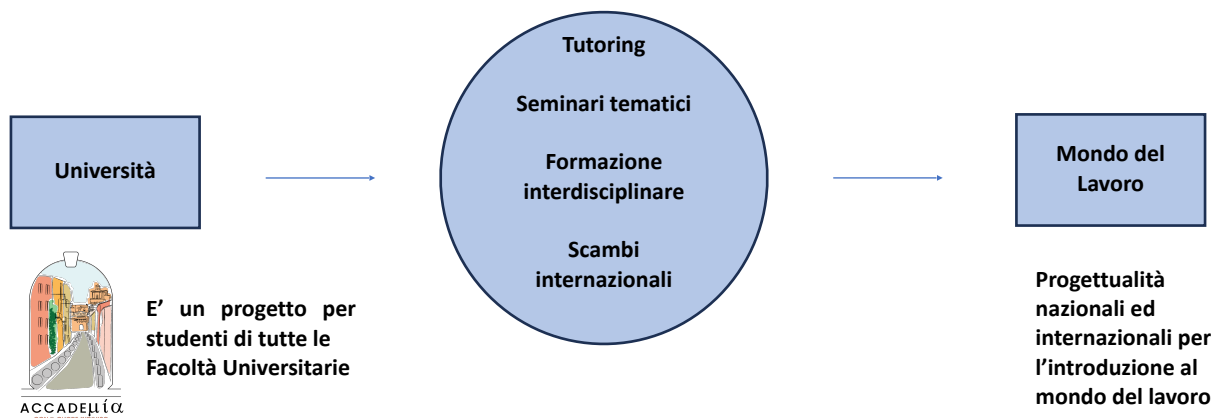 Tutoring
Seminari tematici
Formazione
interdisciplinare
Scambi
internazionali
Università
Mondo del
Lavoro
E’ un progetto per
studenti di tutte le
Facoltà Universitarie
ACCADEμία
Progettualità
nazionali ed
internazionali per
l’introduzione al
mondo del lavoro